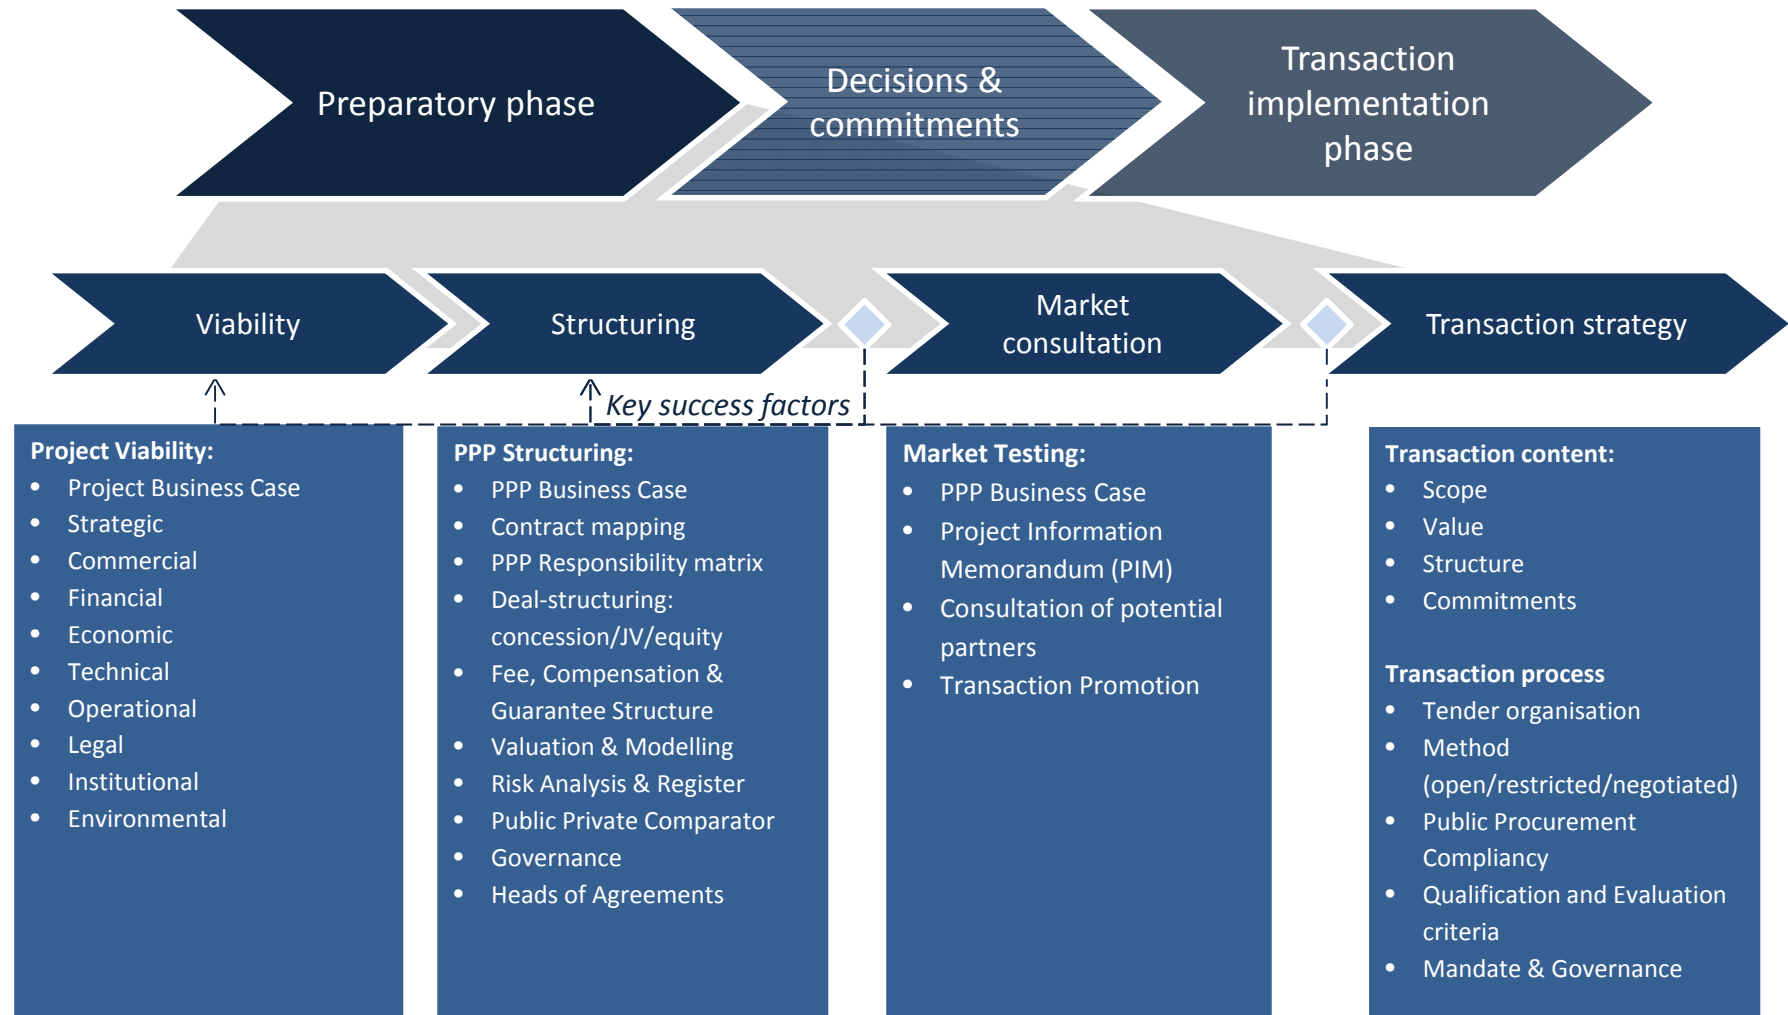 Preparatory phase
Decisions &
commitments
Transaction
implementation
phase
Viability
Structuring
Market
consultation
Transaction strategy
Key success factors
Project Viability:
• Project Business Case
• Strategic
• Commercial
• Financial
• Economic
• Technical
• Operational
• Legal
• Institutional
• Environmental
PPP Structuring:
• PPP Business Case
• Contract mapping
• PPP Responsibility matrix
• Deal-structuring:
concession/JV/equity
• Fee, Compensation &
Guarantee Structure
• Valuation & Modelling
• Risk Analysis & Register
• Public Private Comparator
• Governance
• Heads of Agreements
Market Testing:
• PPP Business Case
• Project Information
Memorandum (PIM)
• Consultation of potential
partners
• Transaction Promotion
Transaction content:
• Scope
• Value
• Structure
• Commitments
Transaction process
• Tender organisation
• Method
(open/restricted/negotiated)
• Public Procurement
Compliancy
• Qualification and Evaluation
criteria
• Mandate & Governance